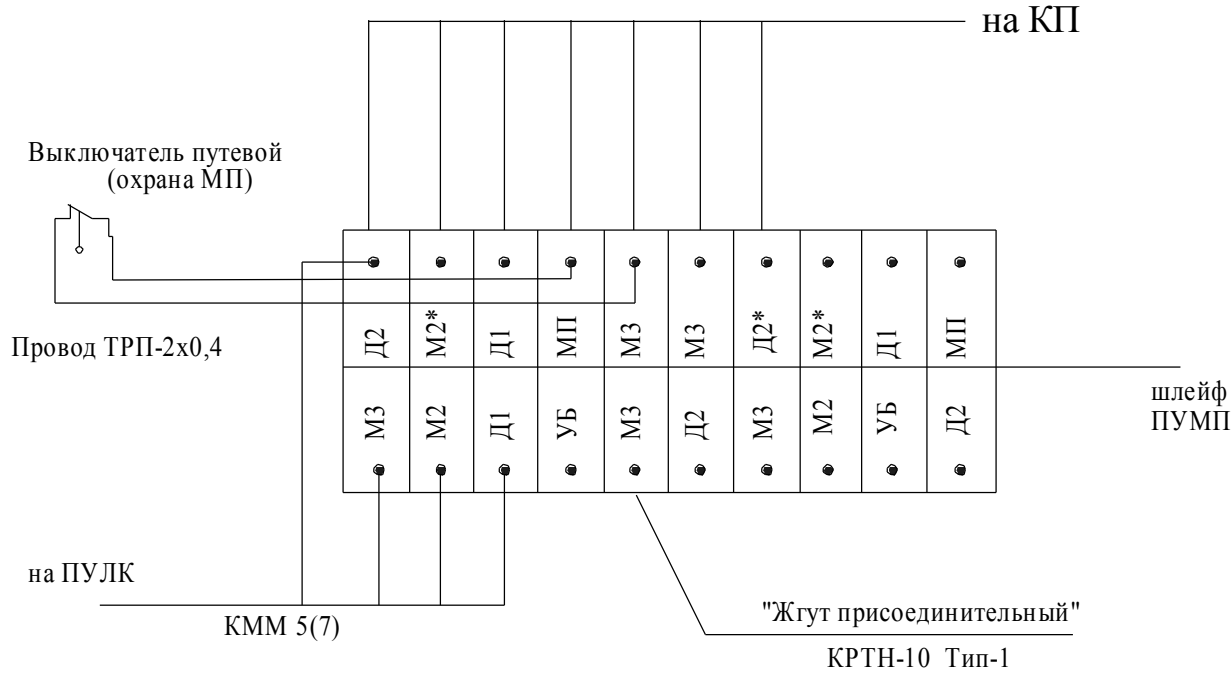 на КП
Выключатель путевой
(охрана МП)
Провод ТРП-2х0,4
Д2 М2* Д1 МП М3 М3 Д2* М2* Д1 МП
М3 М2 Д1 УБ М3 Д2 М3 М2 УБ Д2
шлейф
ПУМП
на ПУЛК
КММ 5(7)
"Жгут присоединительный"
КРТН-10 Тип-1